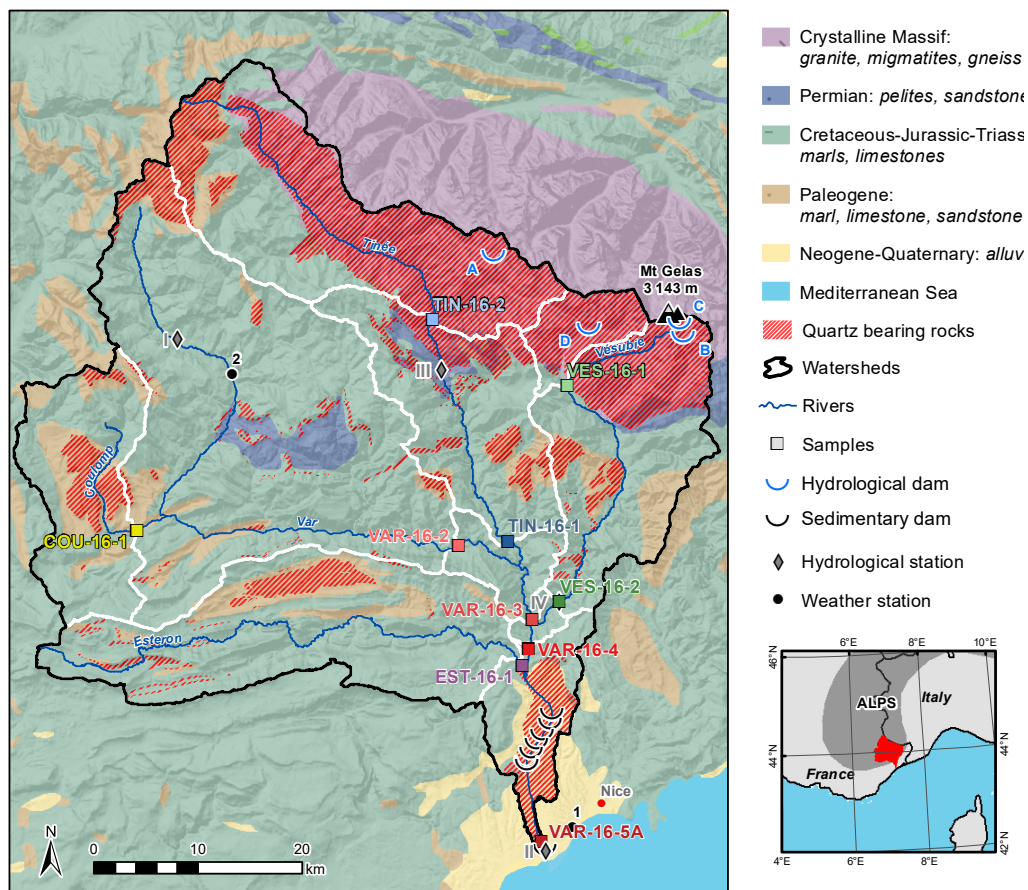 Tinée
A
Mt Gelas
3 143 m
C
TIN-16-2
D
Vésubie
B
I
2
III
VES-16-1
Coulomp
Var
TIN-16-1
COU-16-1
VAR-16-2
VES-16-2
IV
VAR-16-3
Esteron
VAR-16-4
EST-16-1
Nice
1
VAR-16-5A
II
N
0 10 20
km
Crystalline Massif:
granite, migmatites, gneiss
Permian: pelites, sandstone
Cretaceous-Jurassic-Triass
marls, limestones
Paleogene:
marl, limestone, sandstone
Neogene-Quaternary: alluv
Mediterranean Sea
Quartz bearing rocks
Watersheds
Rivers
Samples
Hydrological dam
Sedimentary dam
Hydrological station
Weather station
6°E 8°E 10°E
46°N
ALPS
Italy
44°N
44°N
France
42°N
4°E 6°E 8°E